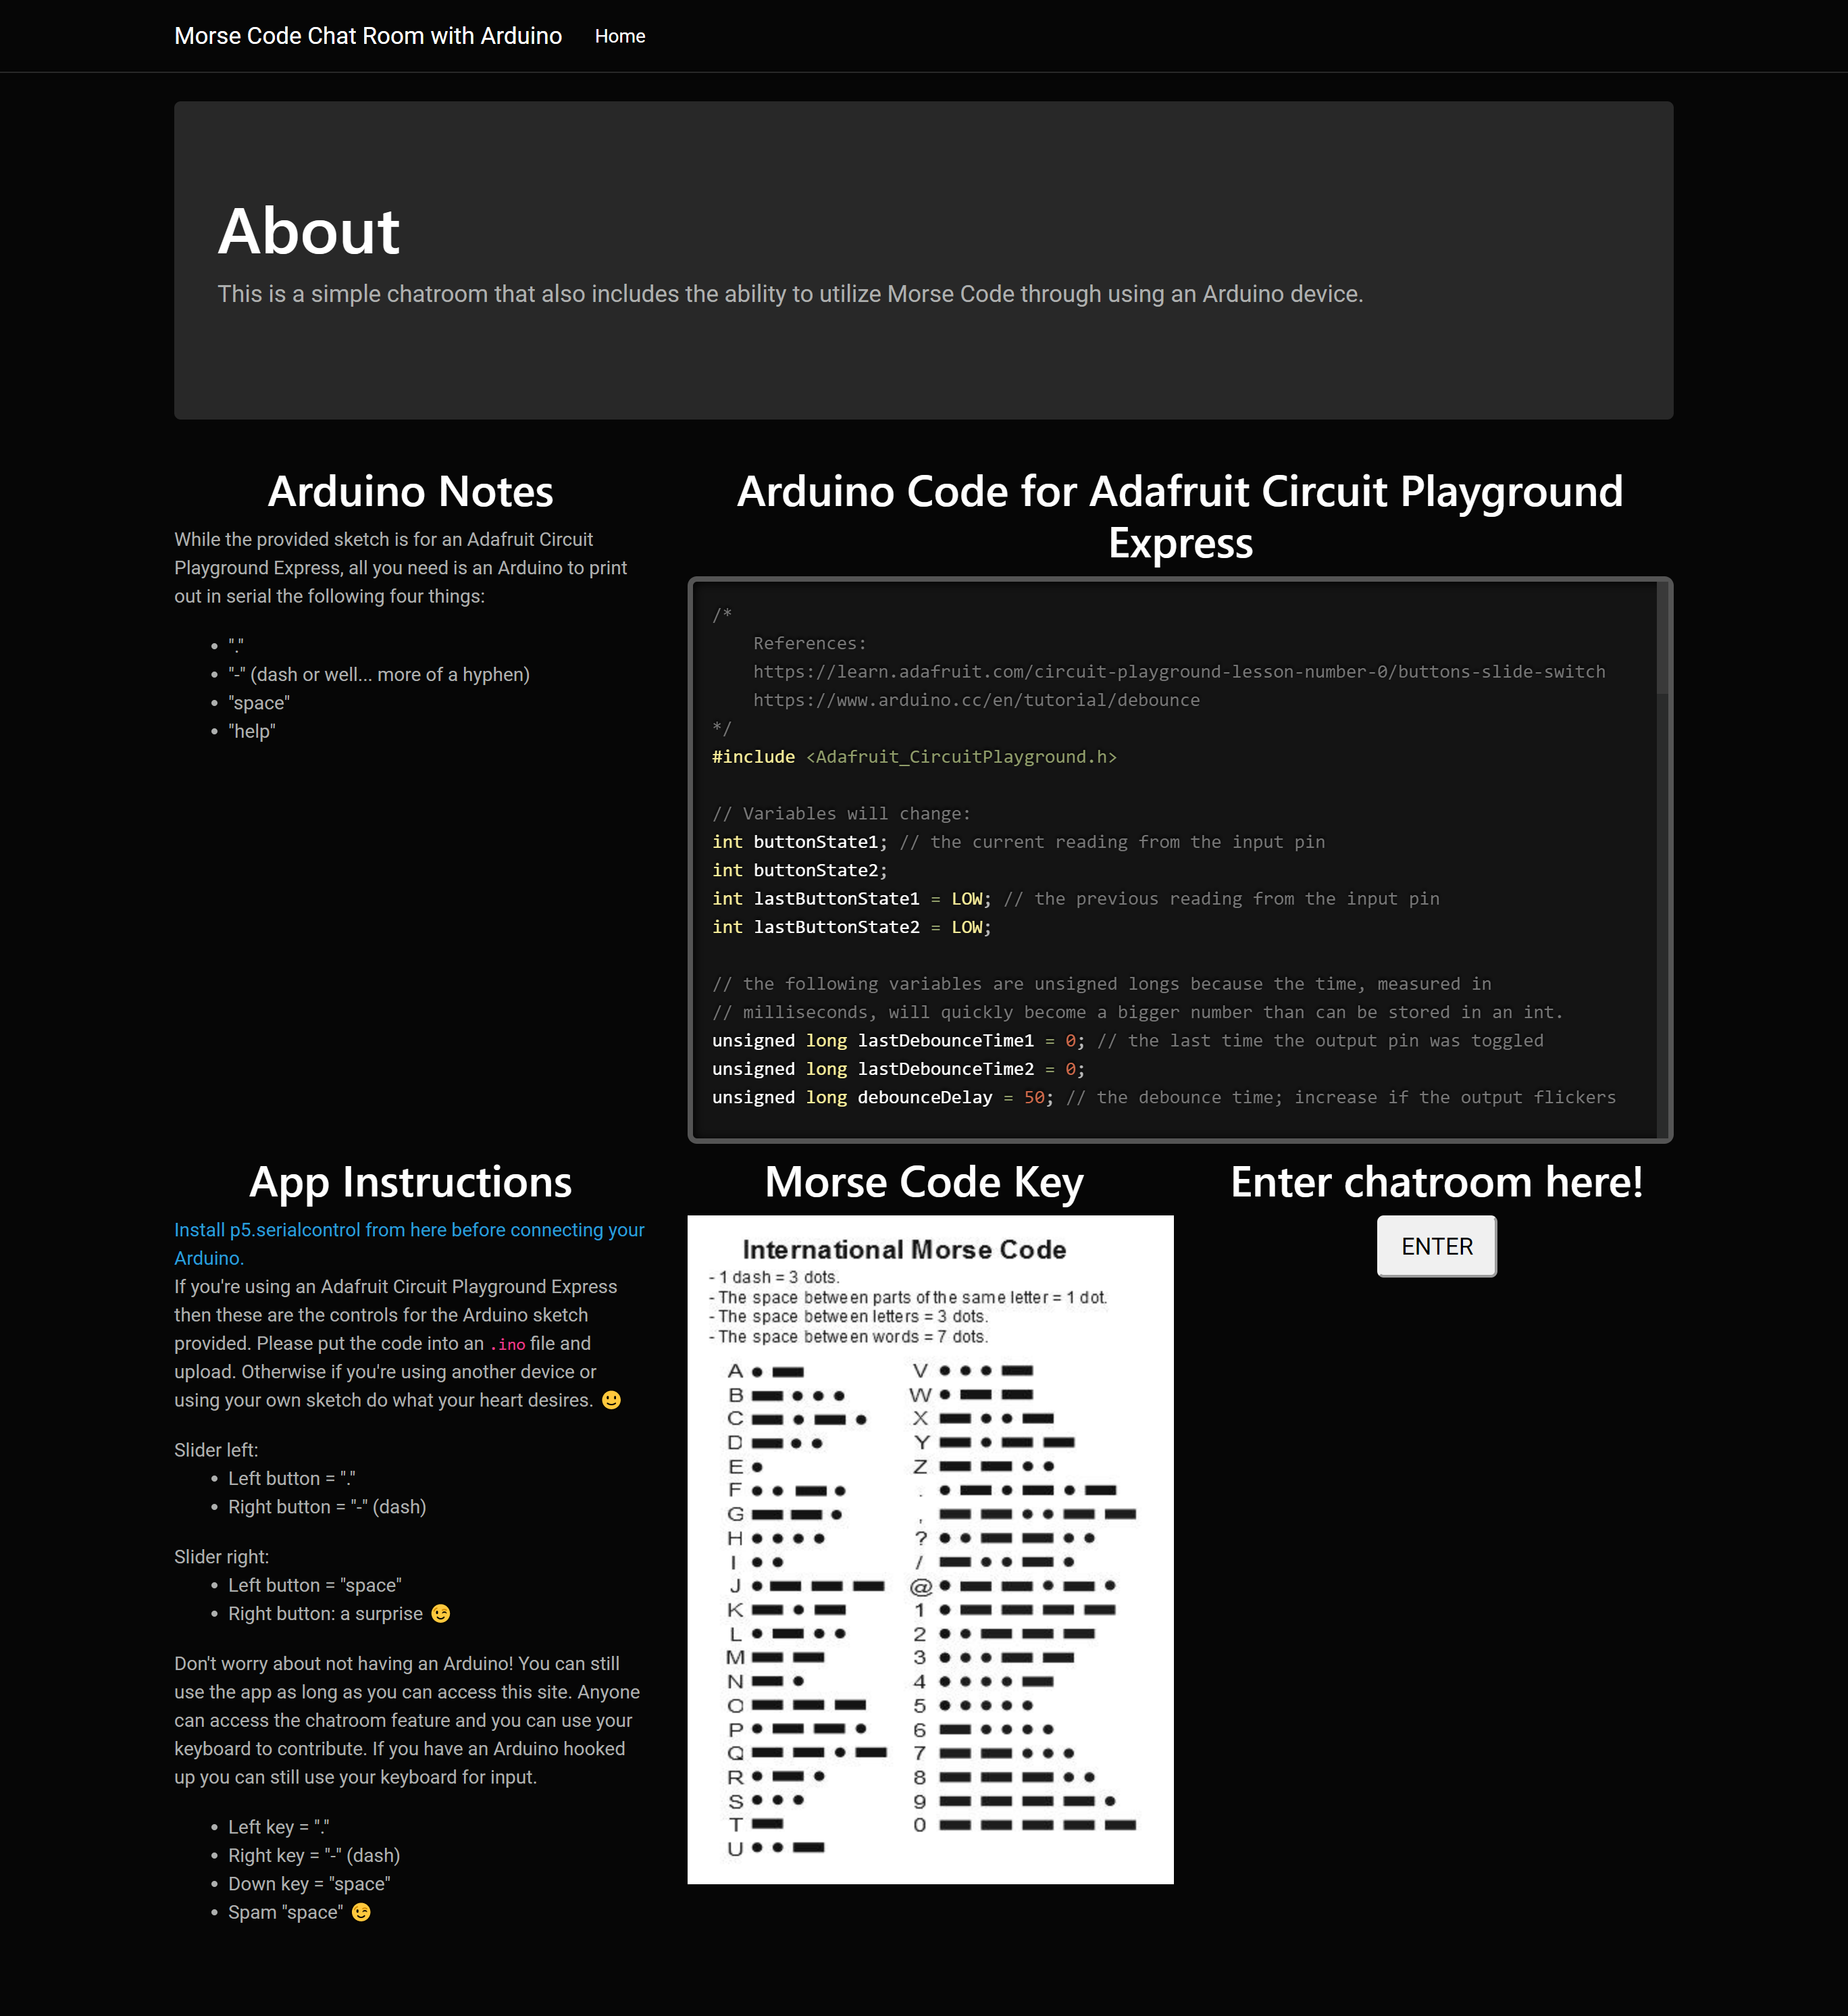 Morse Code Chat Room with Arduino
Home
About
This is a simple chatroom that also includes the ability to utilize Morse Code through using an Arduino device.
Arduino Notes
While the provided sketch is for an Adafruit Circuit
Playground Express, all you need is an Arduino to print
out in serial the following four things:
• "."
• "-" (dash or well... more of a hyphen)
• "space"
• "help"
Arduino Code for Adafruit Circuit Playground
Express
/*
    References:
    https://learn.adafruit.com/circuit-playground-lesson-number-0/buttons-slide-switch
    https://www.arduino.cc/en/tutorial/debounce
*/
#include <Adafruit_CircuitPlayground.h>
// Variables will change:
int buttonState1; // the current reading from the input pin
int buttonState2;
int lastButtonState1 = LOW; // the previous reading from the input pin
int lastButtonState2 = LOW;
// the following variables are unsigned longs because the time, measured in
// milliseconds, will quickly become a bigger number than can be stored in an int.
unsigned long lastDebounceTime1 = 0; // the last time the output pin was toggled
unsigned long lastDebounceTime2 = 0;
unsigned long debounceDelay = 50; // the debounce time; increase if the output flickers
App Instructions
Install p5.serialcontrol from here before connecting your
Arduino.
If you're using an Adafruit Circuit Playground Express
then these are the controls for the Arduino sketch
provided. Please put the code into an .ino file and
upload. Otherwise if you're using another device or
using your own sketch do what your heart desires. 🙂
Slider left:
• Left button = "."
• Right button = "-" (dash)
Slider right:
• Left button = "space"
• Right button: a surprise 😉
Don't worry about not having an Arduino! You can still
use the app as long as you can access this site. Anyone
can access the chatroom feature and you can use your
keyboard to contribute. If you have an Arduino hooked
up you can still use your keyboard for input.
• Left key = "."
• Right key = "-" (dash)
• Down key = "space"
• Spam "space" 😉
Morse Code Key
International Morse Code
- 1 dash = 3 dots.
- The space between parts of the same letter = 1 dot.
- The space between letters = 3 dots.
- The space between words = 7 dots.
A
B
C
D
E
F
G
H
I
J
K
L
M
N
O
P
Q
R
S
T
U
V
W
X
Y
Z
.
,
?
/
@
1
2
3
4
5
6
7
8
9
0
Enter chatroom here!
ENTER